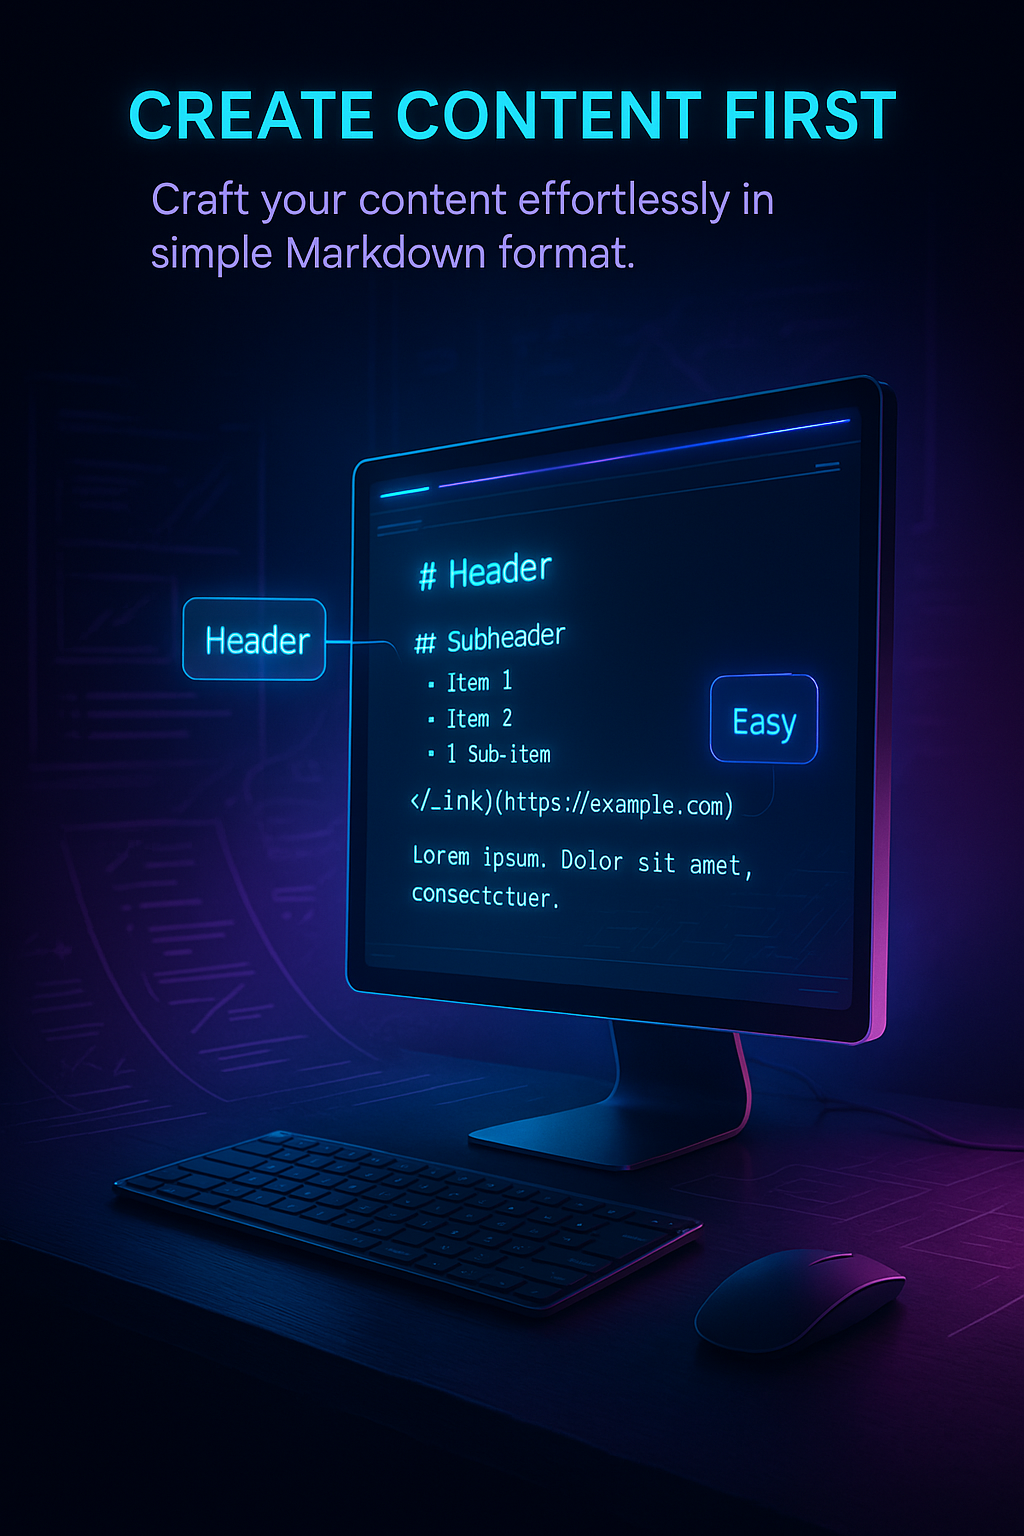 CREATE CONTENT FIRST
Craft your content effortlessly in
simple Markdown format.
# Header
Header
## Subheader
▪ Item 1
▪ Item 2
▪ 1 Sub-item
Easy
</_ink)(https://example.com)
Lorem ipsum. Dolor sit amet,
consectctuer.